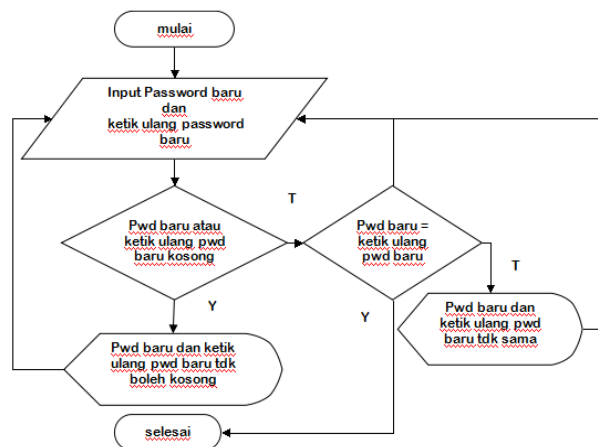 mulai
Input Password baru
dan
ketik ulang password
baru
T
Pwd baru atau
ketik ulang pwd
baru kosong
Pwd baru =
ketik ulang
pwd baru
T
Y
Y
Pwd baru dan
ketik ulang pwd
baru tdk sama
Pwd baru dan ketik
ulang pwd baru tdk
boleh kosong
selesai